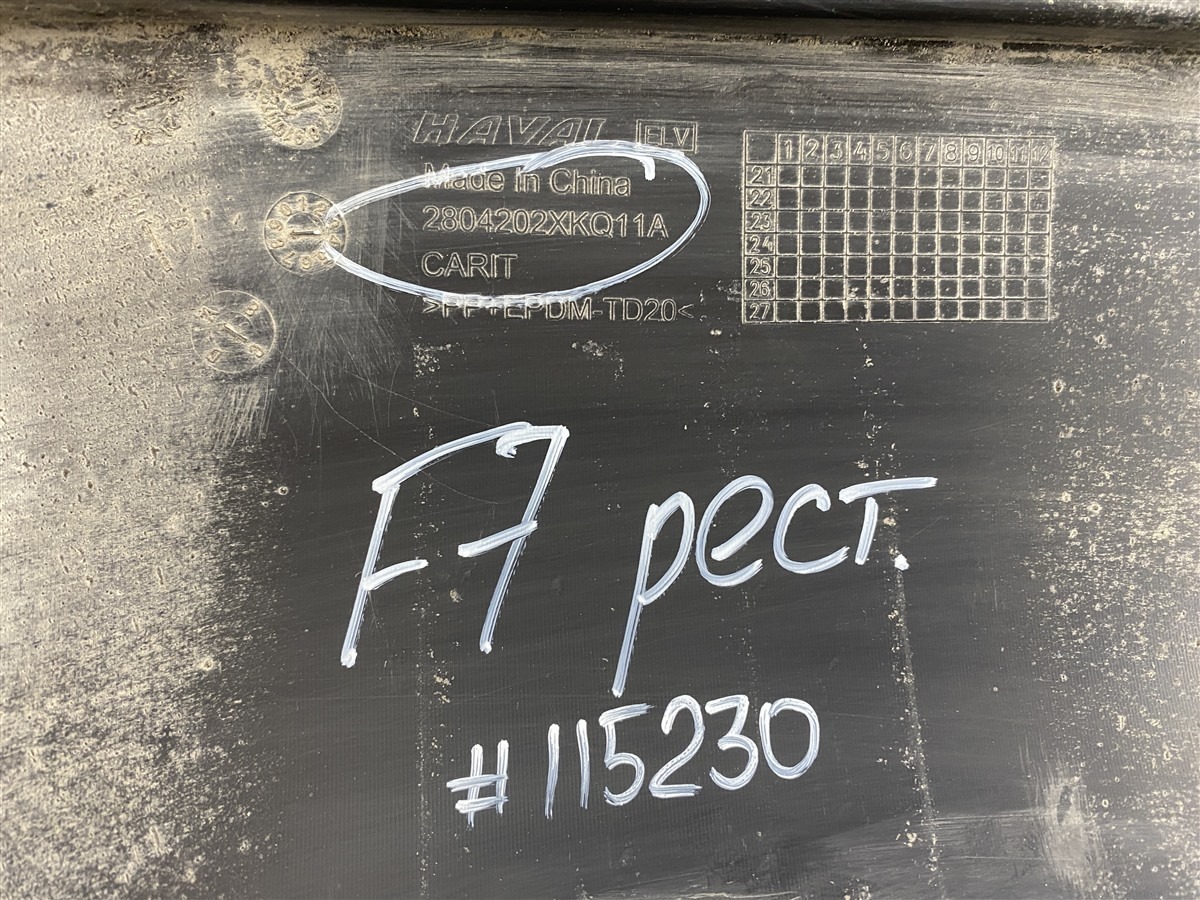 HAVAL ELV
Made in China
2804202XKQ11A
CARIT
>PP+EPDM-TD20<
1 2 3 4 5 6 7 8 9 10 11 12
21
22
23
24
25
26
27
F7 рест.
#115230